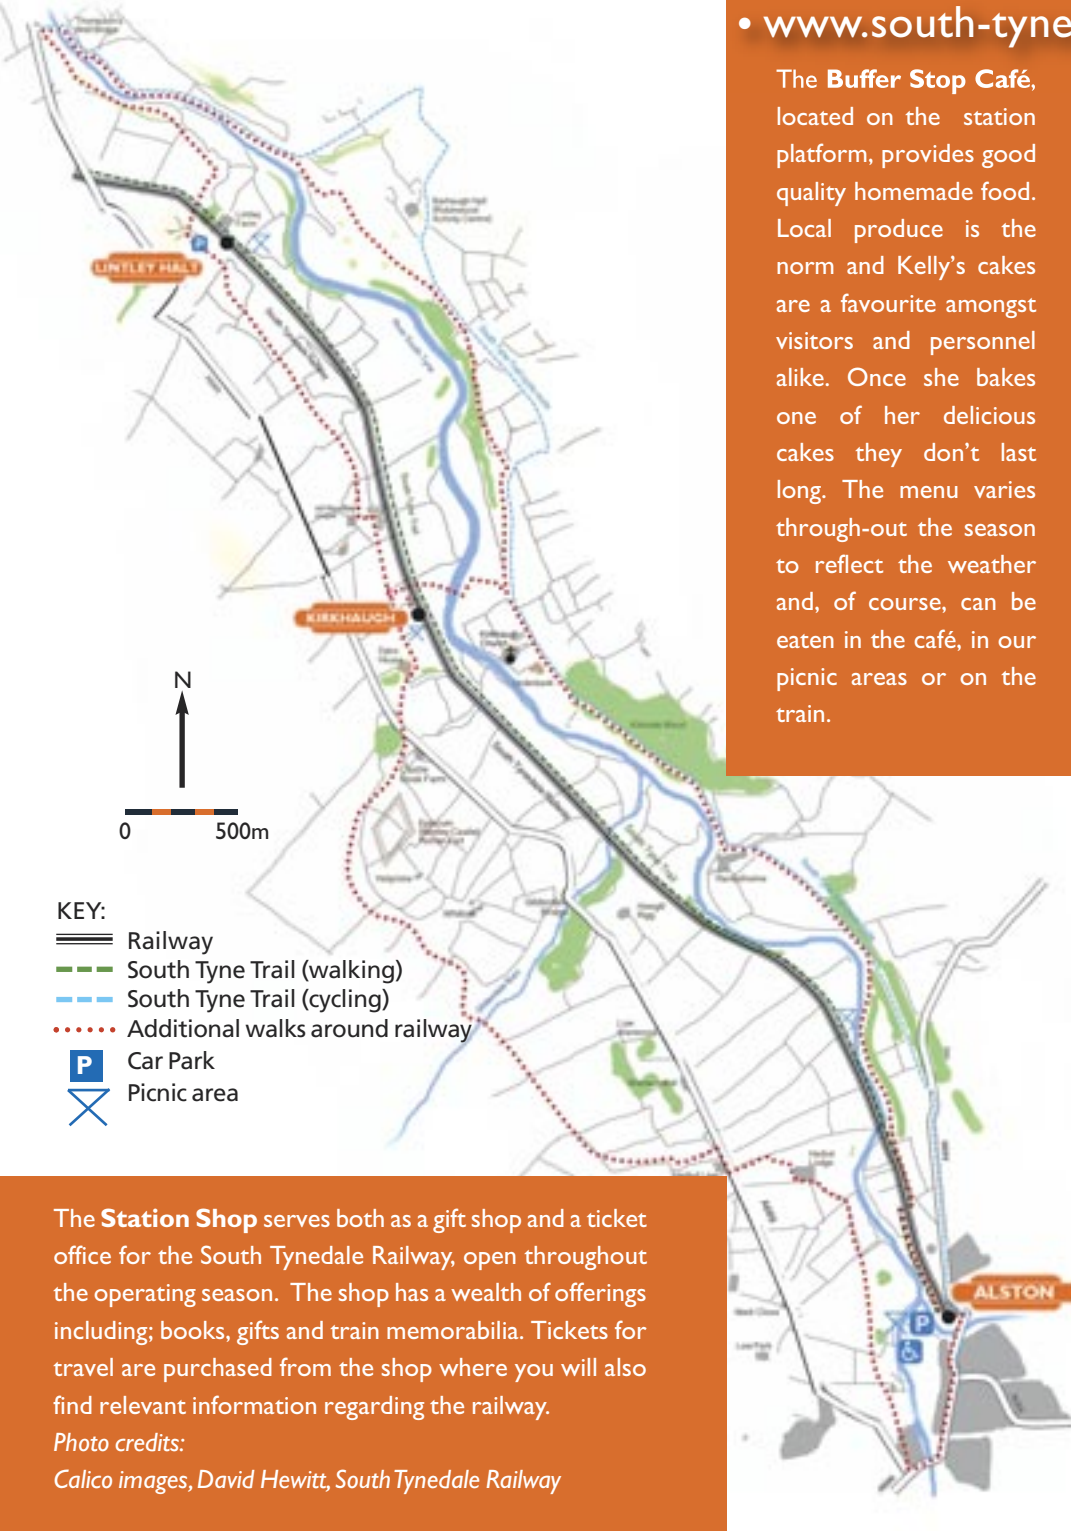 • www.south-tyne
The Buffer Stop Café,
located on the station
platform, provides good
quality homemade food.
Local produce is the
norm and Kelly's cakes
are a favourite amongst
visitors and personnel
alike. Once she bakes
one of her delicious
cakes they don't last
long. The menu varies
through-out the season
to reflect the weather
and, of course, can be
eaten in the café, in our
picnic areas or on the
train.
LINTLEY HALT
KIRKHAUGH
N
0 500m
KEY:
Railway
South Tyne Trail (walking)
South Tyne Trail (cycling)
Additional walks around railway
P Car Park
Picnic area
ALSTON
P
The Station Shop serves both as a gift shop and a ticket
office for the South Tynedale Railway, open throughout
the operating season. The shop has a wealth of offerings
including; books, gifts and train memorabilia. Tickets for
travel are purchased from the shop where you will also
find relevant information regarding the railway.
Photo credits:
Calico images, David Hewitt, South Tynedale Railway